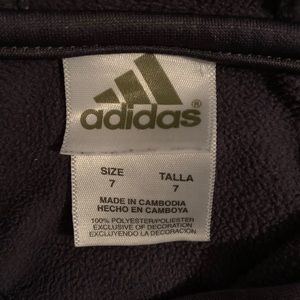 adidas®
SIZE TALLA
7 7
MADE IN CAMBODIA
HECHO EN CAMBOYA
100% POLYESTER/POLIESTER
EXCLUSIVE OF DECORATION
EXCLUYENDO LA DECORACION